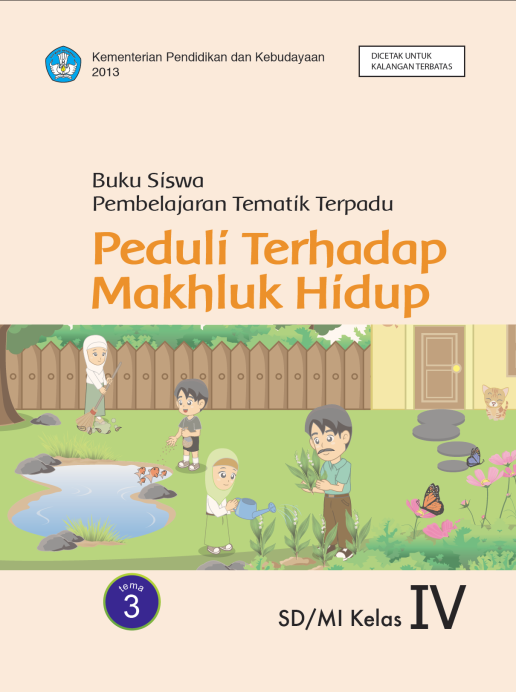 Kementerian Pendidikan dan Kebudayaan
2013
DICETAK UNTUK
KALANGAN TERBATAS
Buku Siswa
Pembelajaran Tematik Terpadu
Peduli Terhadap
Makhluk Hidup
tema
3
SD/MI Kelas IV